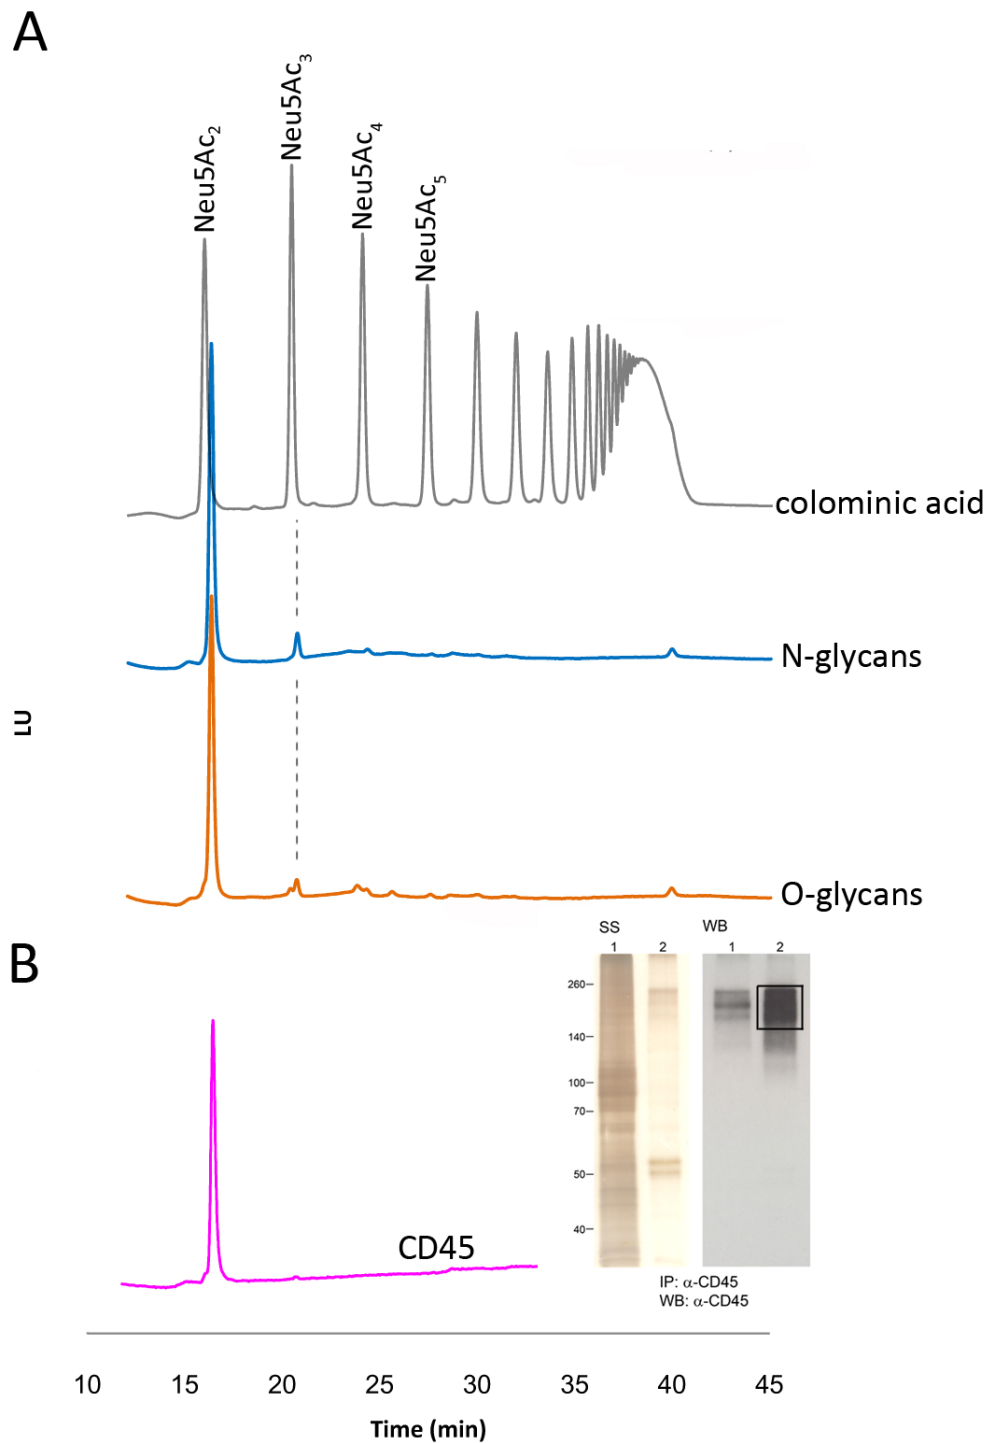 A
Neu5Ac2
Neu5Ac3
Neu5Ac4
Neu5Ac5
colominic acid
N-glycans
LU
O-glycans
B
SS WB
1 2 1 2
260
140
100
70
50
40
CD45
IP: α-CD45
WB: α-CD45
10 15 20 25 30 35 40 45
Time (min)